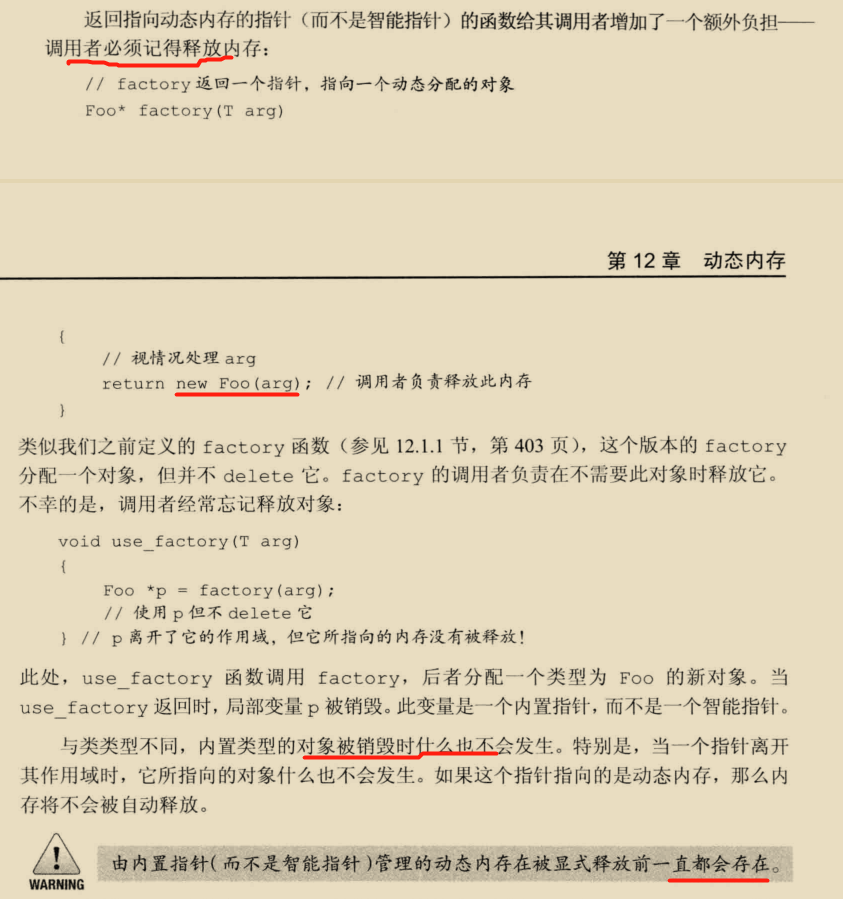 返回指向动态内存的指针（而不是智能指针）的函数给其调用者增加了一个额外负担——
调用者必须记得释放内存：
// factory 返回一个指针，指向一个动态分配的对象
Foo* factory(T arg)
第 12 章 动态内存
{
// 视情况处理 arg
return new Foo(arg); // 调用者负责释放此内存
}
类似我们之前定义的 factory 函数（参见 12.1.1 节，第 403 页），这个版本的 factory
分配一个对象，但并不 delete 它。factory 的调用者负责在不需要此对象时释放它。
不幸的是，调用者经常忘记释放对象：
void use_factory(T arg)
{
Foo *p = factory(arg);
// 使用 p 但不 delete 它
} // p 离开了它的作用域，但它所指向的内存没有被释放！
此处，use_factory 函数调用 factory，后者分配一个类型为 Foo 的新对象。当
use_factory 返回时，局部变量 p 被销毁。此变量是一个内置指针，而不是一个智能指针。
与类类型不同，内置类型的对象被销毁时什么也不会发生。特别是，当一个指针离开
其作用域时，它所指向的对象什么也不会发生。如果这个指针指向的是动态内存，那么内
存将不会被自动释放。
由内置指针(而不是智能指针)管理的动态内存在被显式释放前一直都会存在。
WARNING